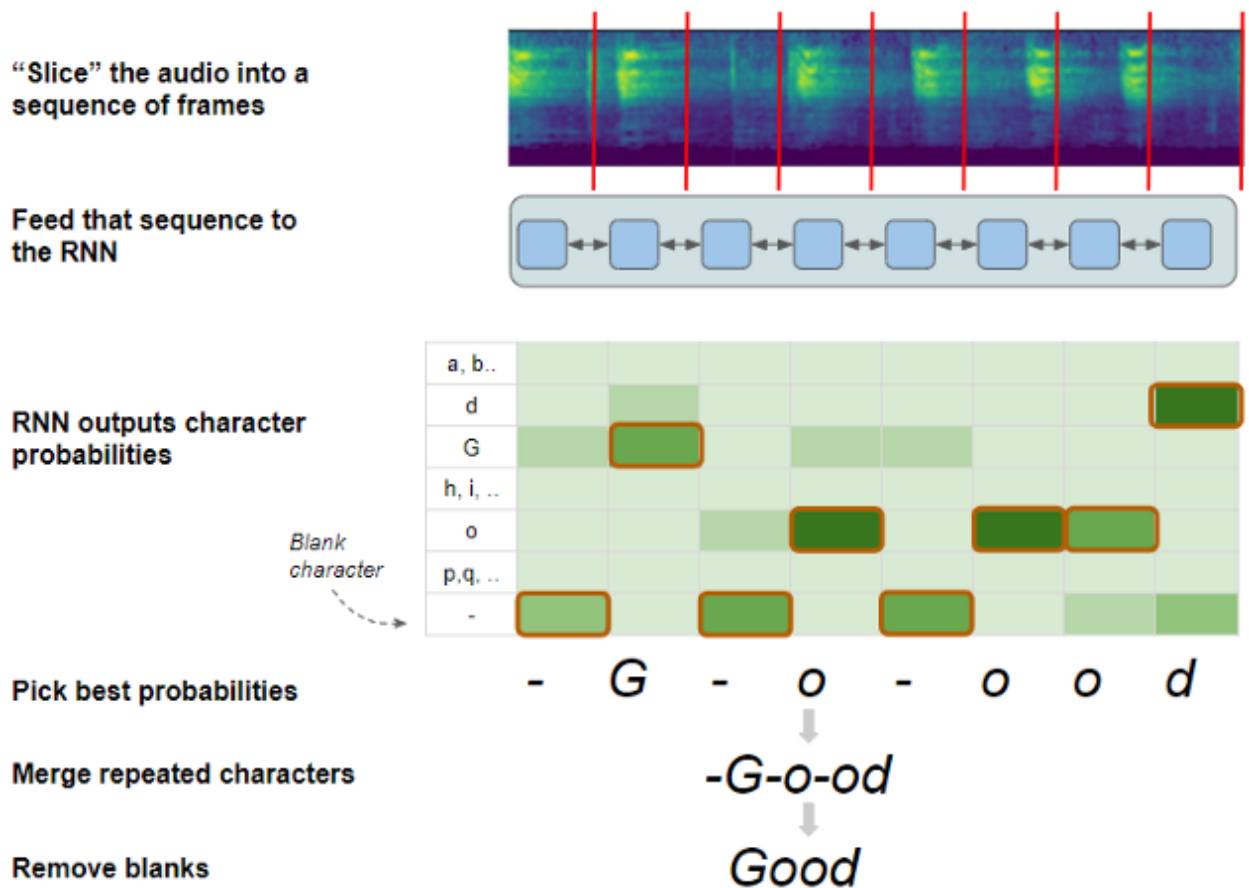 “Slice” the audio into a
sequence of frames
Feed that sequence to
the RNN
RNN outputs character
probabilities
Blank
character
a, b..
d
G
h, i, ..
o
p,q, ..
-
Pick best probabilities
- G - o - o o d
Merge repeated characters
-G-o-od
Remove blanks
Good